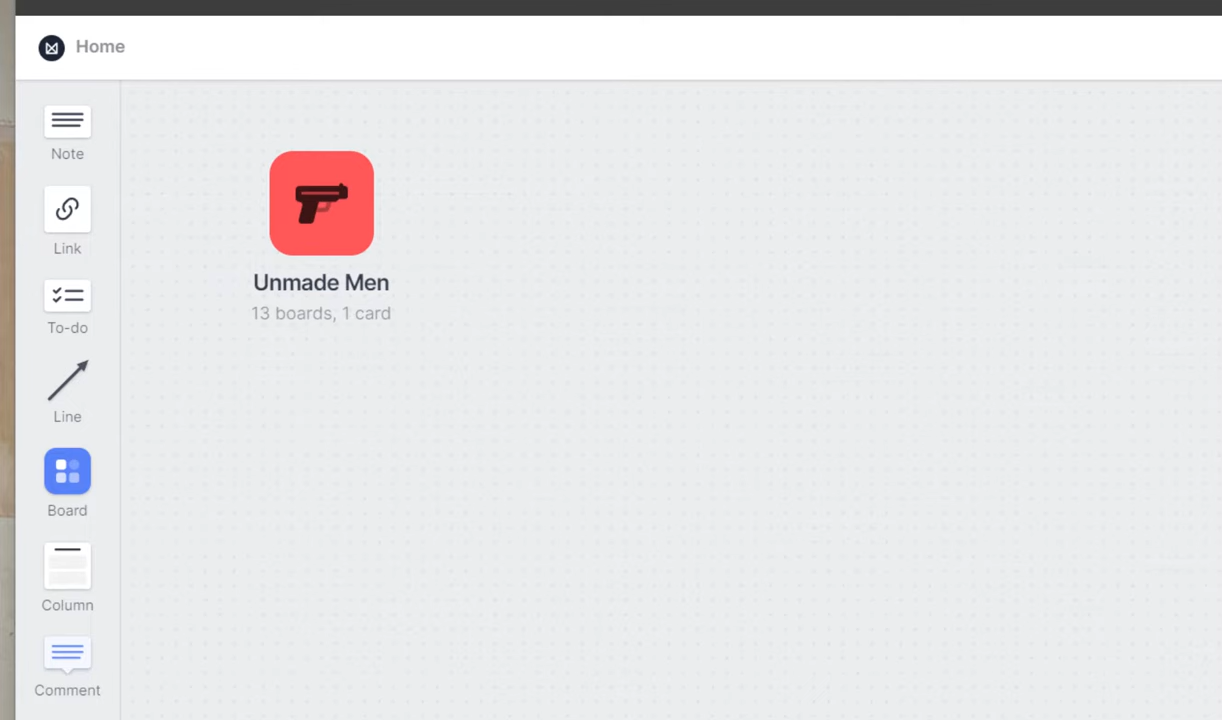 Home
Note
Link
To-do
Line
Board
Column
Comment
Unmade Men
13 boards, 1 card